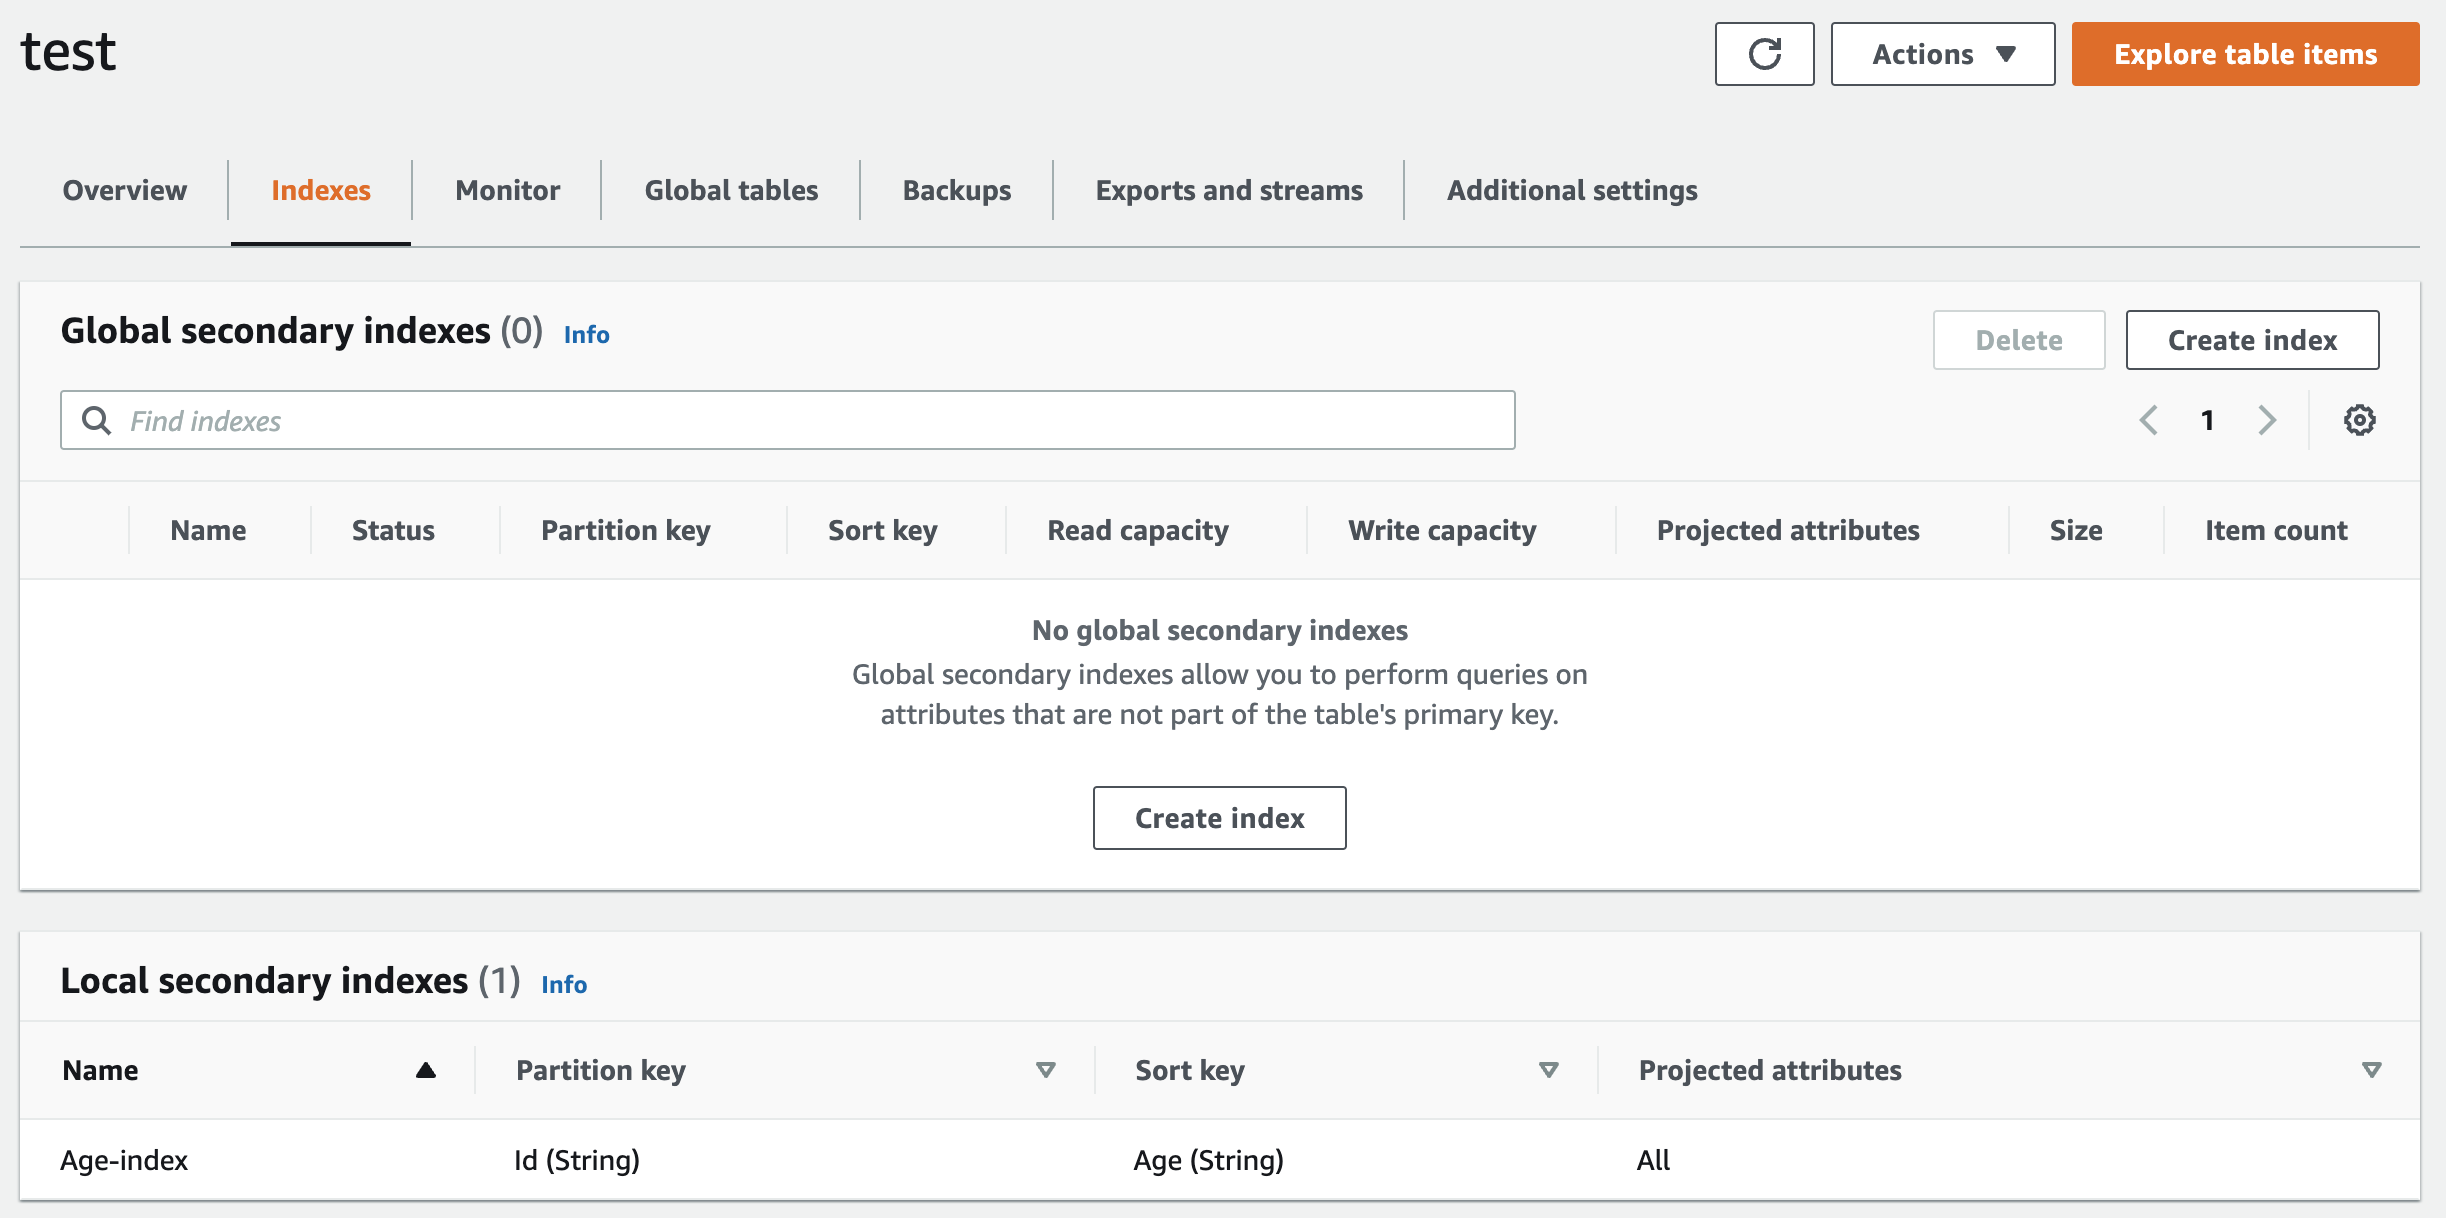 test
Actions
Explore table items
Overview
Indexes
Monitor
Global tables
Backups
Exports and streams
Additional settings
Global secondary indexes (0) Info
Delete
Create index
Find indexes
1
Name Status Partition key Sort key Read capacity Write capacity Projected attributes Size Item count
No global secondary indexes
Global secondary indexes allow you to perform queries on
attributes that are not part of the table's primary key.
Create index
Local secondary indexes (1) Info
Name Partition key Sort key Projected attributes
Age-index Id (String) Age (String) All